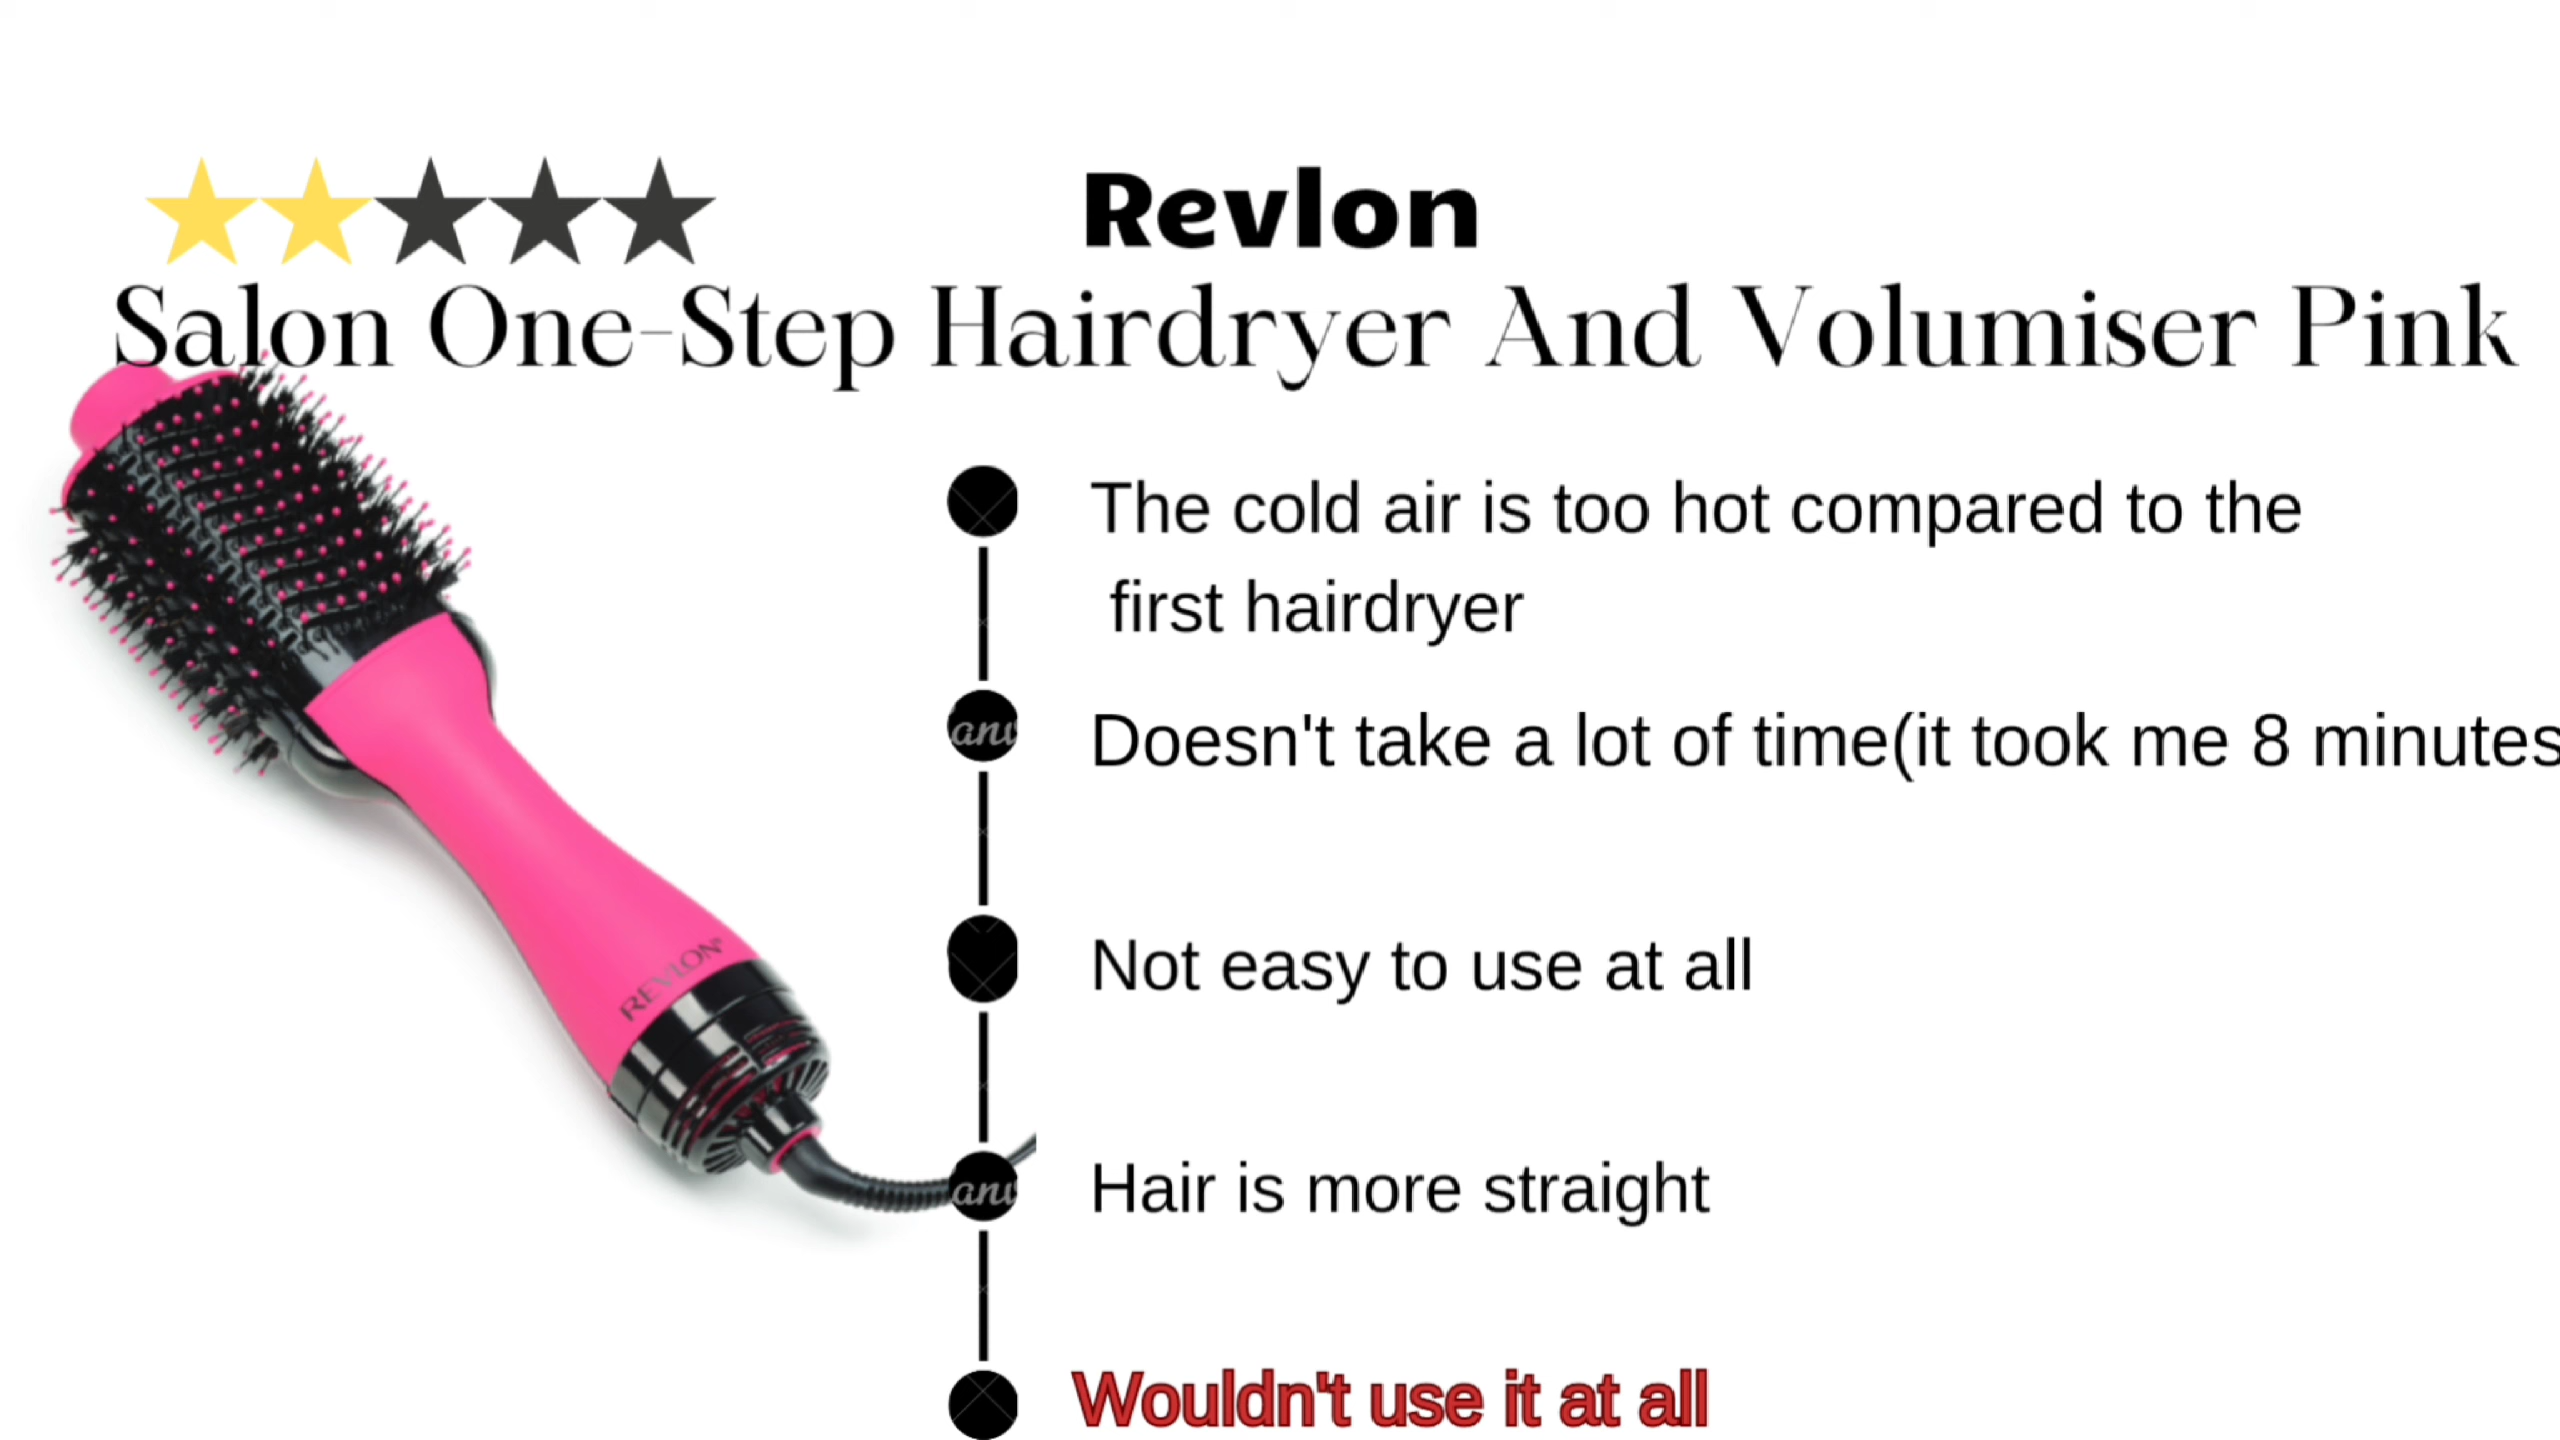 Revlon
Salon One-Step Hairdryer And Volumiser Pink
The cold air is too hot compared to the
first hairdryer
Doesn't take a lot of time(it took me 8 minutes
Not easy to use at all
Hair is more straight
Wouldn't use it at all
REVLON
anv
anv